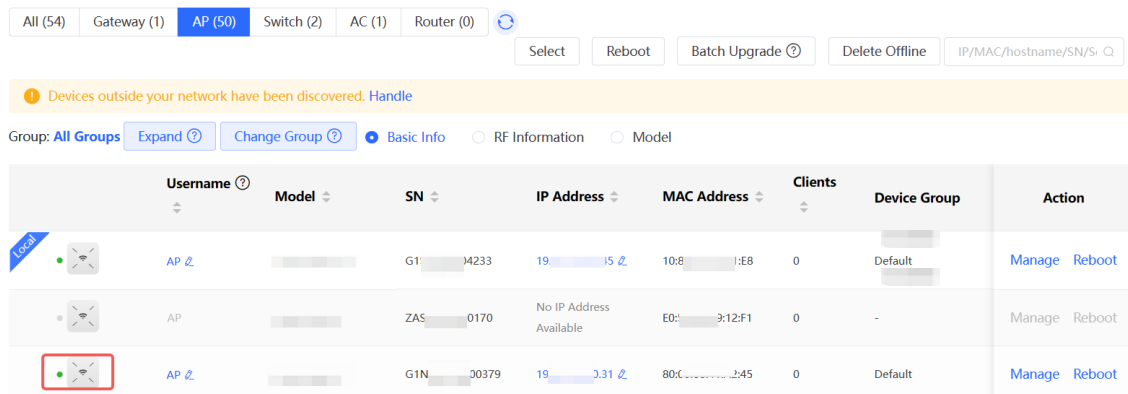 All (54) Gateway (1) AP (50) Switch (2) AC (1) Router (0)
Select Reboot Batch Upgrade Delete Offline IP/MAC/hostname/SN/S
Devices outside your network have been discovered. Handle
Group: All Groups Expand Change Group Basic Info RF Information Model
Username Model SN IP Address MAC Address Clients Device Group Action
Local AP G1 04233 19. 45 10:8 :E8 0 Default Manage Reboot
AP ZAS 0170 No IP Address
Available E0: 9:12:F1 0 - Manage Reboot
AP G1N 00379 19 0.31 80: 2:45 0 Default Manage Reboot